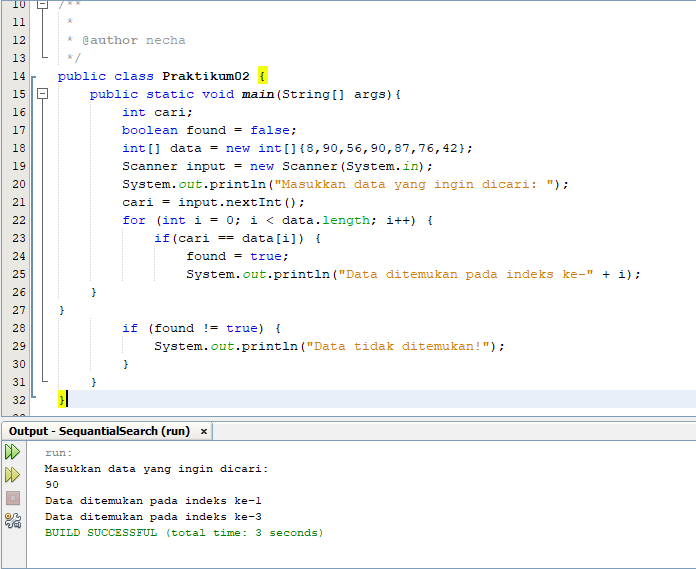 10 /**
11 *
12 * @author necha
13 */
14 public class Praktikum02 {
15 public static void main(String[] args){
16 int cari;
17 boolean found = false;
18 int[] data = new int[]{8,90,56,90,87,76,42};
19 Scanner input = new Scanner(System.in);
20 System.out.println("Masukkan data yang ingin dicari: ");
21 cari = input.nextInt();
22 for (int i = 0; i < data.length; i++) {
23 if(cari == data[i]) {
24 found = true;
25 System.out.println("Data ditemukan pada indeks ke-" + i);
26 }
27 }
28 if (found != true) {
29 System.out.println("Data tidak ditemukan!");
30 }
31 }
32 }
Output - SequantialSearch (run) ×
run:
Masukkan data yang ingin dicari:
90
Data ditemukan pada indeks ke-1
Data ditemukan pada indeks ke-3
BUILD SUCCESSFUL (total time: 3 seconds)